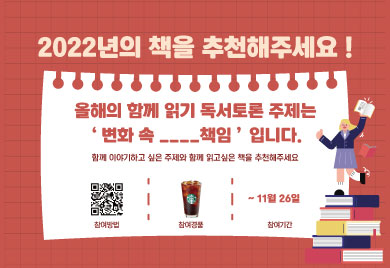 2022년의 책을 추천해주세요 !
올해의 함께 읽기 독서토론 주제는
‘ 변화 속 ____책임 ’ 입니다.
함께 이야기하고 싶은 주제와 함께 읽고싶은 책을 추천해주세요
~ 11월 26일
참여방법 참여경품 참여기간